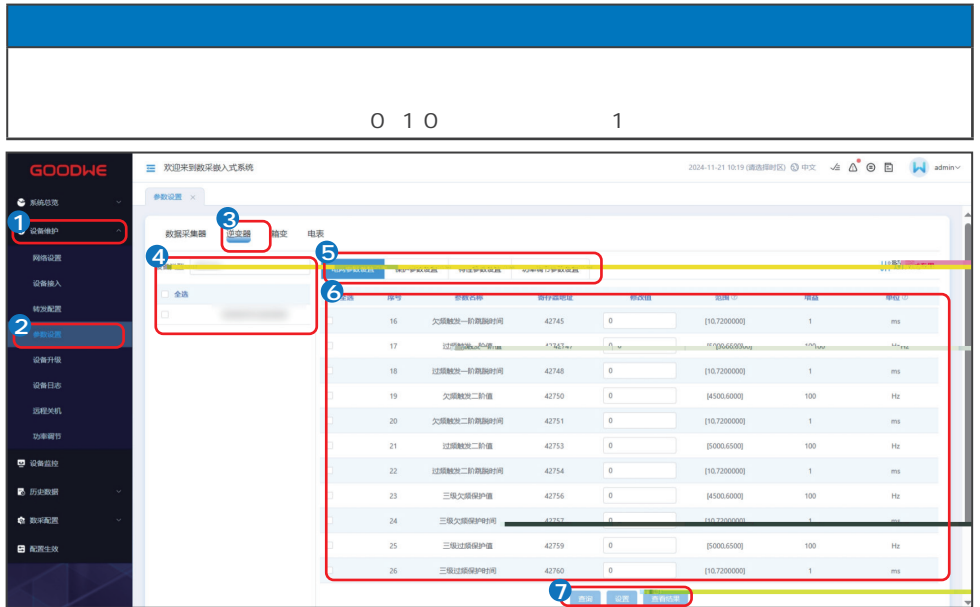 0 10 1
GOODWE
欢迎来到数采嵌入式系统
2024-11-21 10:19 (请选择时区) 中文
admin
系统总览
参数设置 ×
1 设备维护
数据采集器 3 逆变器 箱变 电表
网络设置
4
5
设备接入
全选
6
序号 参数名称 寄存器地址 修改值 范围 增益 单位
转发配置
16 欠频触发一阶跳脱时间 42745 0 [10,7200000] 1 ms
2 参数设置
17
设备升级
18 过频触发一阶跳脱时间 42748 0 [10,7200000] 1 ms
设备日志
19 欠频触发二阶值 42750 0 [4500,6000] 100 Hz
远程关机
20 欠频触发二阶跳脱时间 42751 0 [10,7200000] 1 ms
功率调节
21 过频触发二阶值 42753 0 [5000,6500] 100 Hz
设备监控
22 过频触发二阶跳脱时间 42754 0 [10,7200000] 1 ms
历史数据
23 三级欠频保护值 42756 0 [4500,6000] 100 Hz
数采配置
24 三级欠频保护时间 42757 0 [10,7200000] 1 ms
配置生效
25 三级过频保护值 42759 0 [5000,6500] 100 Hz
26 三级过频保护时间 42760 0 [10,7200000] 1 ms
7 查询 设置 查看结果